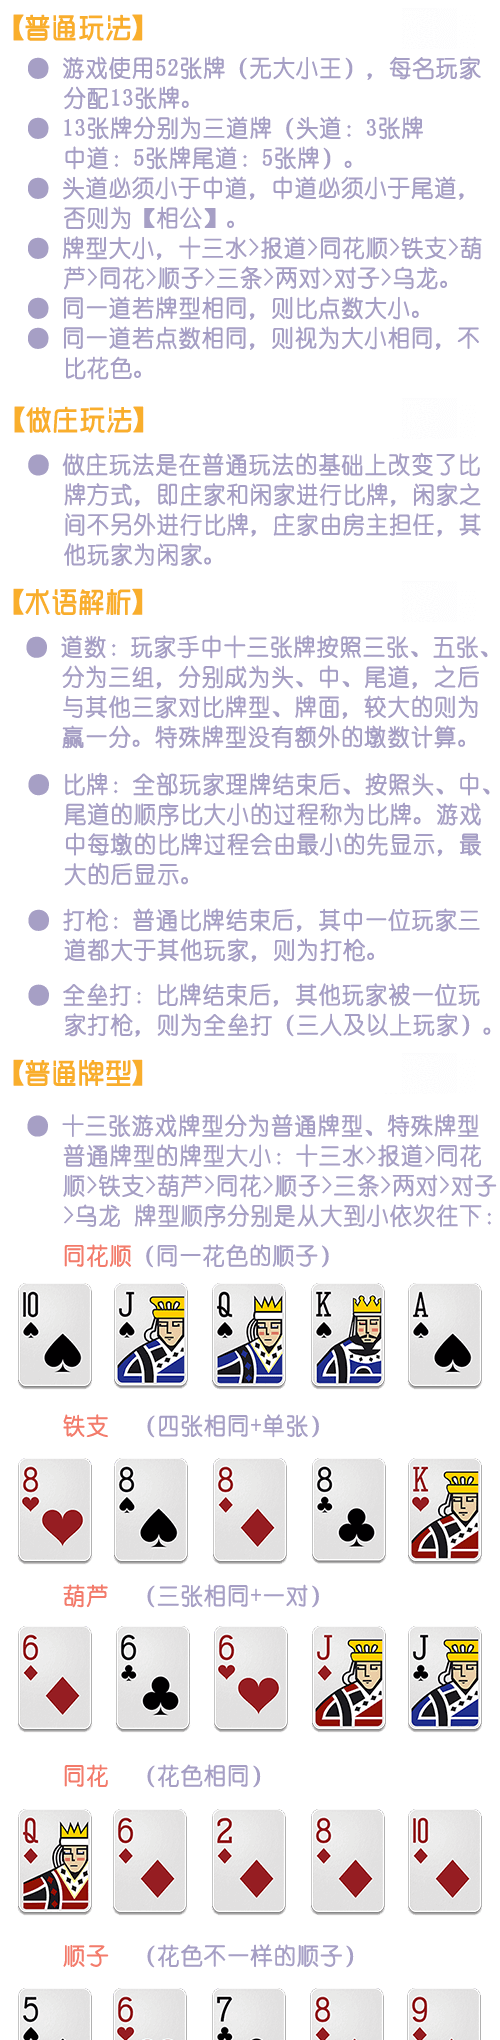 【普通玩法】
● 游戏使用52张牌（无大小王），每名玩家
分配13张牌。
● 13张牌分别为三道牌（头道：3张牌
中道：5张牌尾道：5张牌）。
● 头道必须小于中道，中道必须小于尾道，
否则为【相公】。
● 牌型大小，十三水>报道>同花顺>铁支>葫
芦>同花>顺子>三条>两对>对子>乌龙。
● 同一道若牌型相同，则比点数大小。
● 同一道若点数相同，则视为大小相同，不
比花色。
【做庄玩法】
● 做庄玩法是在普通玩法的基础上改变了比
牌方式，即庄家和闲家进行比牌，闲家之
间不另外进行比牌，庄家由房主担任，其
他玩家为闲家。
【术语解析】
● 道数：玩家手中十三张牌按照三张、五张、
分为三组，分别成为头、中、尾道，之后
与其他三家对比牌型、牌面，较大的则为
赢一分。特殊牌型没有额外的墩数计算。
● 比牌：全部玩家理牌结束后、按照头、中、
尾道的顺序比大小的过程称为比牌。游戏
中每墩的比牌过程会由最小的先显示，最
大的后显示。
● 打枪：普通比牌结束后，其中一位玩家三
道都大于其他玩家，则为打枪。
● 全垒打：比牌结束后，其他玩家被一位玩
家打枪，则为全垒打（三人及以上玩家）。
【普通牌型】
● 十三张游戏牌型分为普通牌型、特殊牌型
普通牌型的牌型大小：十三水>报道>同花
顺>铁支>葫芦>同花>顺子>三条>两对>对子
>乌龙 牌型顺序分别是从大到小依次往下：
同花顺（同一花色的顺子）
10 J Q K A
铁支 （四张相同+单张）
8 8 8 8 K
葫芦 （三张相同+一对）
6 6 6 J J
同花 （花色相同）
Q 6 2 8 10
顺子 （花色不一样的顺子）
5 6 7 8 9